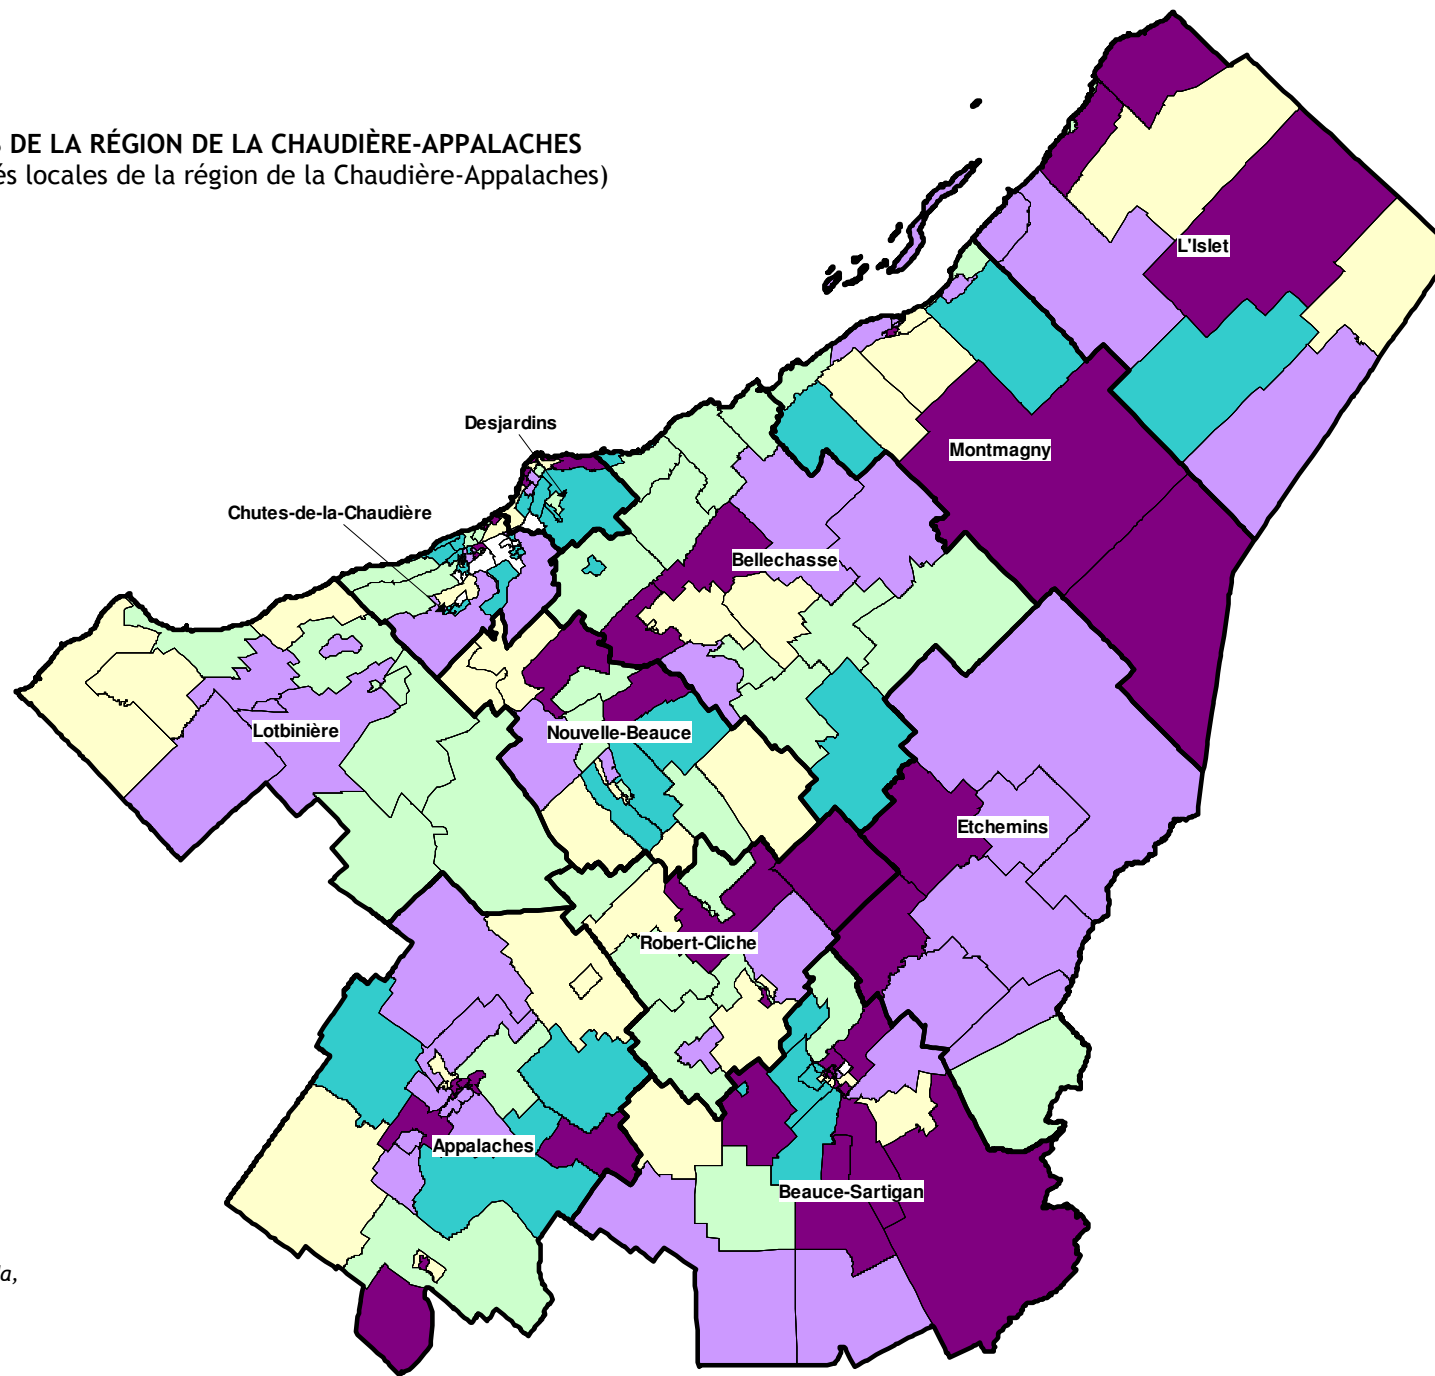 DE LA RÉGION DE LA CHAUDIÈRE-APPALACHES
és locales de la région de la Chaudière-Appalaches)
L'Islet
Desjardins
Montmagny
Chutes-de-la-Chaudière
Bellechasse
Lotbinière
Nouvelle-Beauce
Etchemins
Robert-Cliche
Appalaches
Beauce-Sartigan
a,